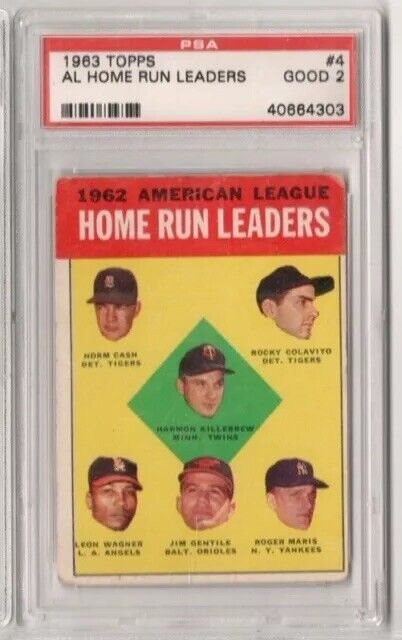 PSA
1963 TOPPS #4
AL HOME RUN LEADERS GOOD 2
40664303
1962 AMERICAN LEAGUE
HOME RUN LEADERS
NORM CASH
DET. TIGERS
ROCKY COLAVITO
DET. TIGERS
HARMON KILLEBREW
MINN. TWINS
LEON WAGNER
L. A. ANGELS
JIM GENTILE
BALT. ORIOLES
ROGER MARIS
N. Y. YANKEES